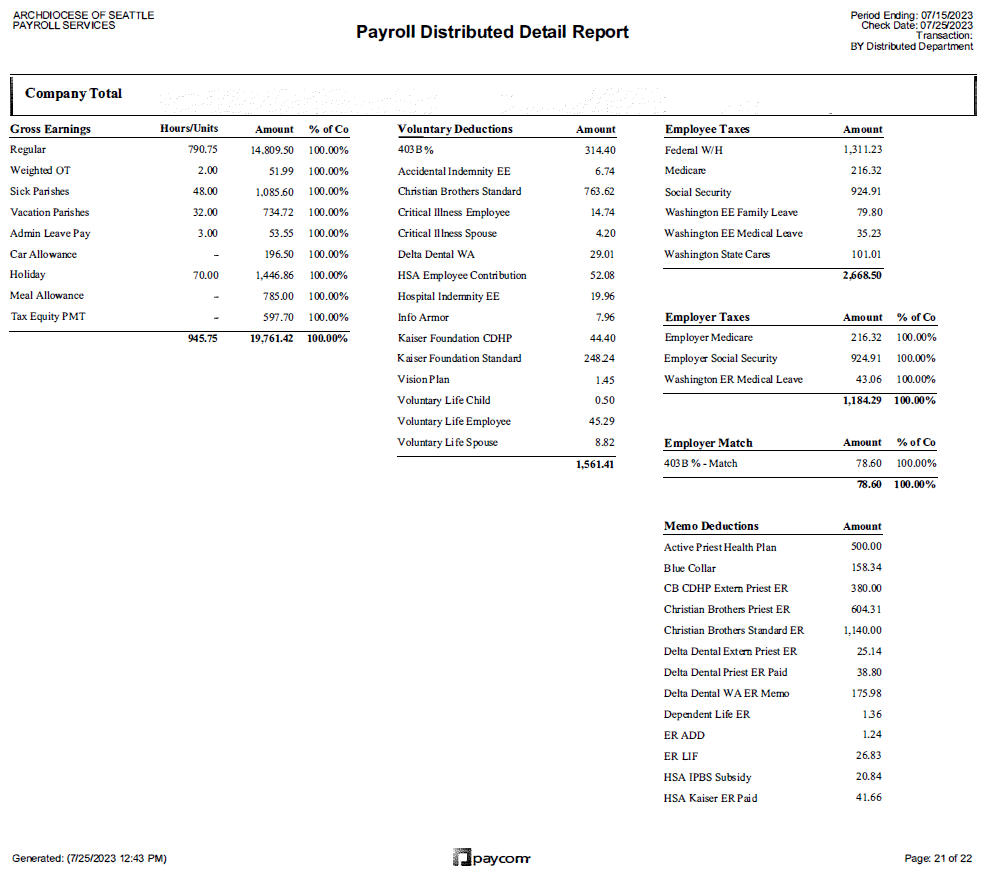 ARCHDIOCESE OF SEATTLE
PAYROLL SERVICES
Payroll Distributed Detail Report
Period Ending: 07/15/2023
Check Date: 07/25/2023
Transaction:
BY Distributed Department
Company Total
Gross Earnings Hours/Units Amount % of Co
Regular 790.75 14,809.50 100.00%
Weighted OT 2.00 51.99 100.00%
Sick Parishes 48.00 1,085.60 100.00%
Vacation Parishes 32.00 734.72 100.00%
Admin Leave Pay 3.00 53.55 100.00%
Car Allowance -- 196.50 100.00%
Holiday 70.00 1,446.86 100.00%
Meal Allowance -- 785.00 100.00%
Tax Equity PMT -- 597.70 100.00%
945.75 19,761.42 100.00%
Voluntary Deductions Amount
403B % 314.40
Accidental Indemnity EE 6.74
Christian Brothers Standard 763.62
Critical Illness Employee 14.74
Critical Illness Spouse 4.20
Delta Dental WA 29.01
HSA Employee Contribution 52.08
Hospital Indemnity EE 19.96
Info Armor 7.96
Kaiser Foundation CDHP 44.40
Kaiser Foundation Standard 248.24
Vision Plan 1.45
Voluntary Life Child 0.50
Voluntary Life Employee 45.29
Voluntary Life Spouse 8.82
1,561.41
Employee Taxes Amount
Federal W/H 1,311.23
Medicare 216.32
Social Security 924.91
Washington EE Family Leave 79.80
Washington EE Medical Leave 35.23
Washington State Cares 101.01
2,668.50
Employer Taxes Amount % of Co
Employer Medicare 216.32 100.00%
Employer Social Security 924.91 100.00%
Washington ER Medical Leave 43.06 100.00%
1,184.29 100.00%
Employer Match Amount % of Co
403B % - Match 78.60 100.00%
78.60 100.00%
Memo Deductions Amount
Active Priest Health Plan 500.00
Blue Collar 158.34
CB CDHP Extern Priest ER 380.00
Christian Brothers Priest ER 604.31
Christian Brothers Standard ER 1,140.00
Delta Dental Extern Priest ER 25.14
Delta Dental Priest ER Paid 38.80
Delta Dental WA ER Memo 175.98
Dependent Life ER 1.36
ER ADD 1.24
ER LIF 26.83
HSA IPBS Subsidy 20.84
HSA Kaiser ER Paid 41.66
Generated: (7/25/2023 12:43 PM)
paycom
Page: 21 of 22